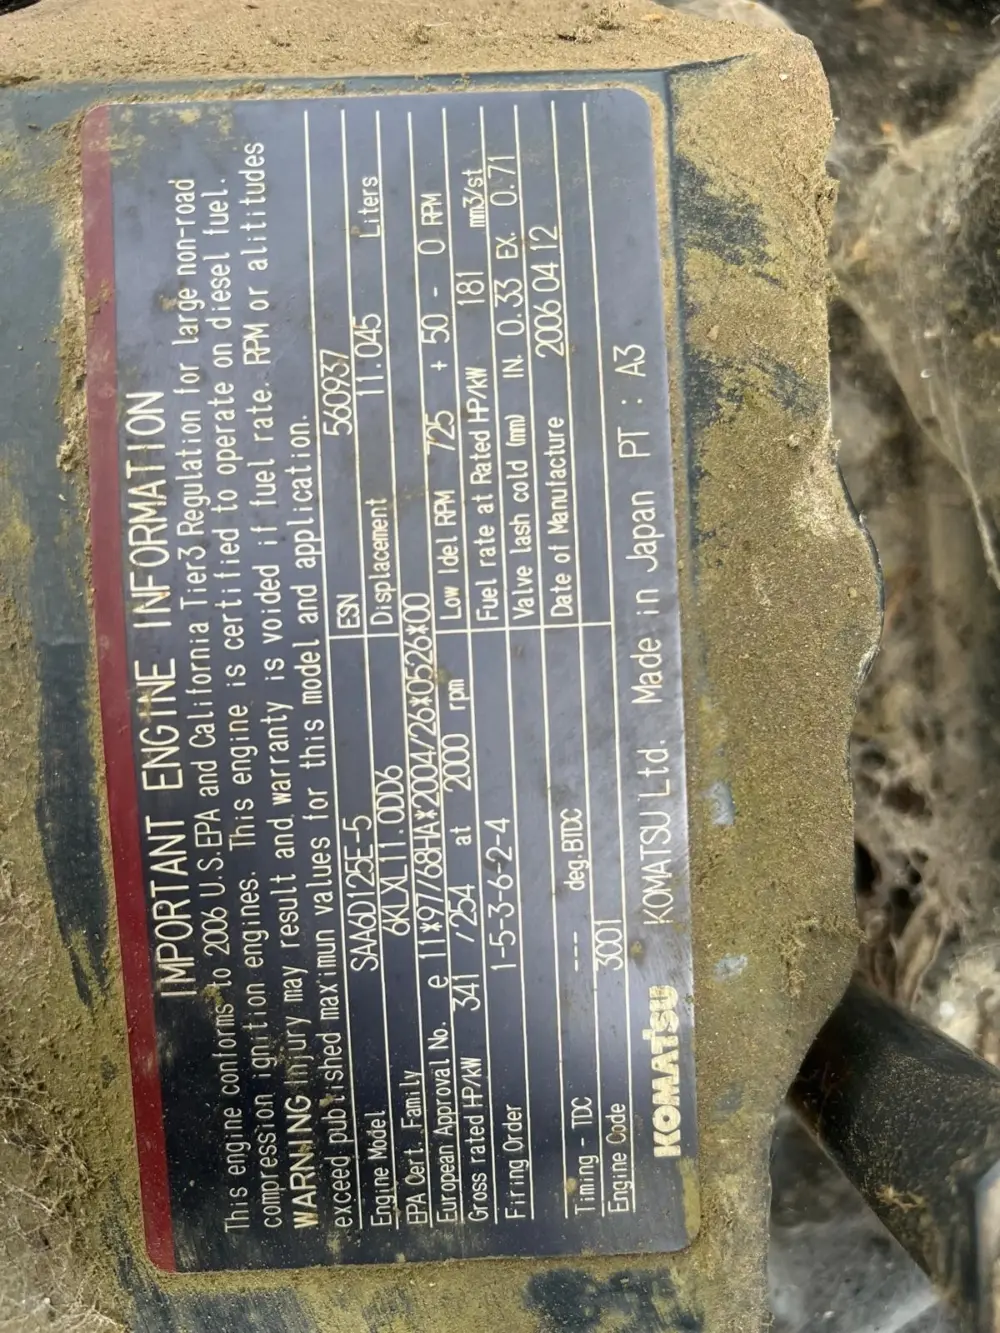 IMPORTANT ENGINE INFORMATION
This engine conforms to 2006 U.S.EPA and California Tier3 Regulation for large non-road
compression ignition engines. This engine is certified to operate on diesel fuel.
WARNING Injury may result and warranty is voided if fuel rate. RPM or alititudes
exceed published maximun values for this model and application.
Engine Model SAA6D125E-5 ESN 560937
EPA Cert. Family 6KLXL11.0DD6 Displacement 11.045 Liters
European Approval No. e 11*97/68HA*2004/26*0526*00
Gross rated HP/kW 341 /254 at 2000 rpm Low Idel RPM 725 + 50 - 0 RPM
Firing Order 1-5-3-6-2-4 Fuel rate at Rated HP/kW 181 mm3/st
Valve lash cold (mm) IN. 0.33 EX. 0.71
Timing - TDC --- deg.BTDC Date of Manufacture 2006 04 12
Engine Code 3001
KOMATSU KOMATSU Ltd. Made in Japan PT : A3